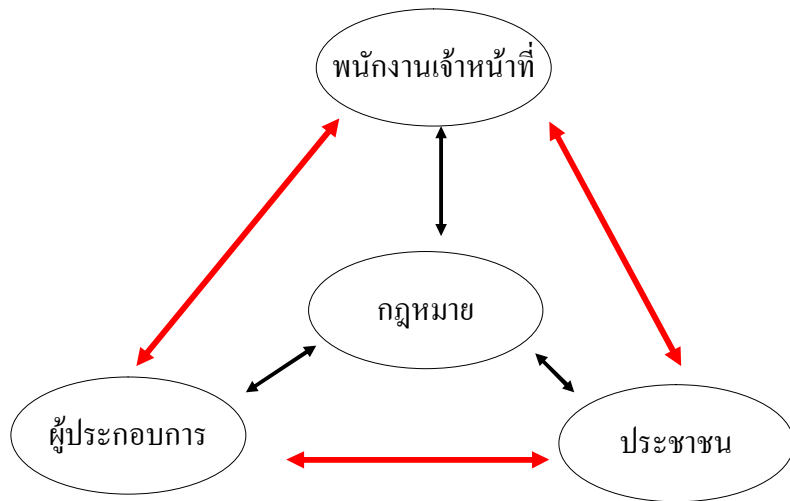 พนักงานเจ้าหน้าที่
กฎหมาย
ผู้ประกอบการ
ประชาชน